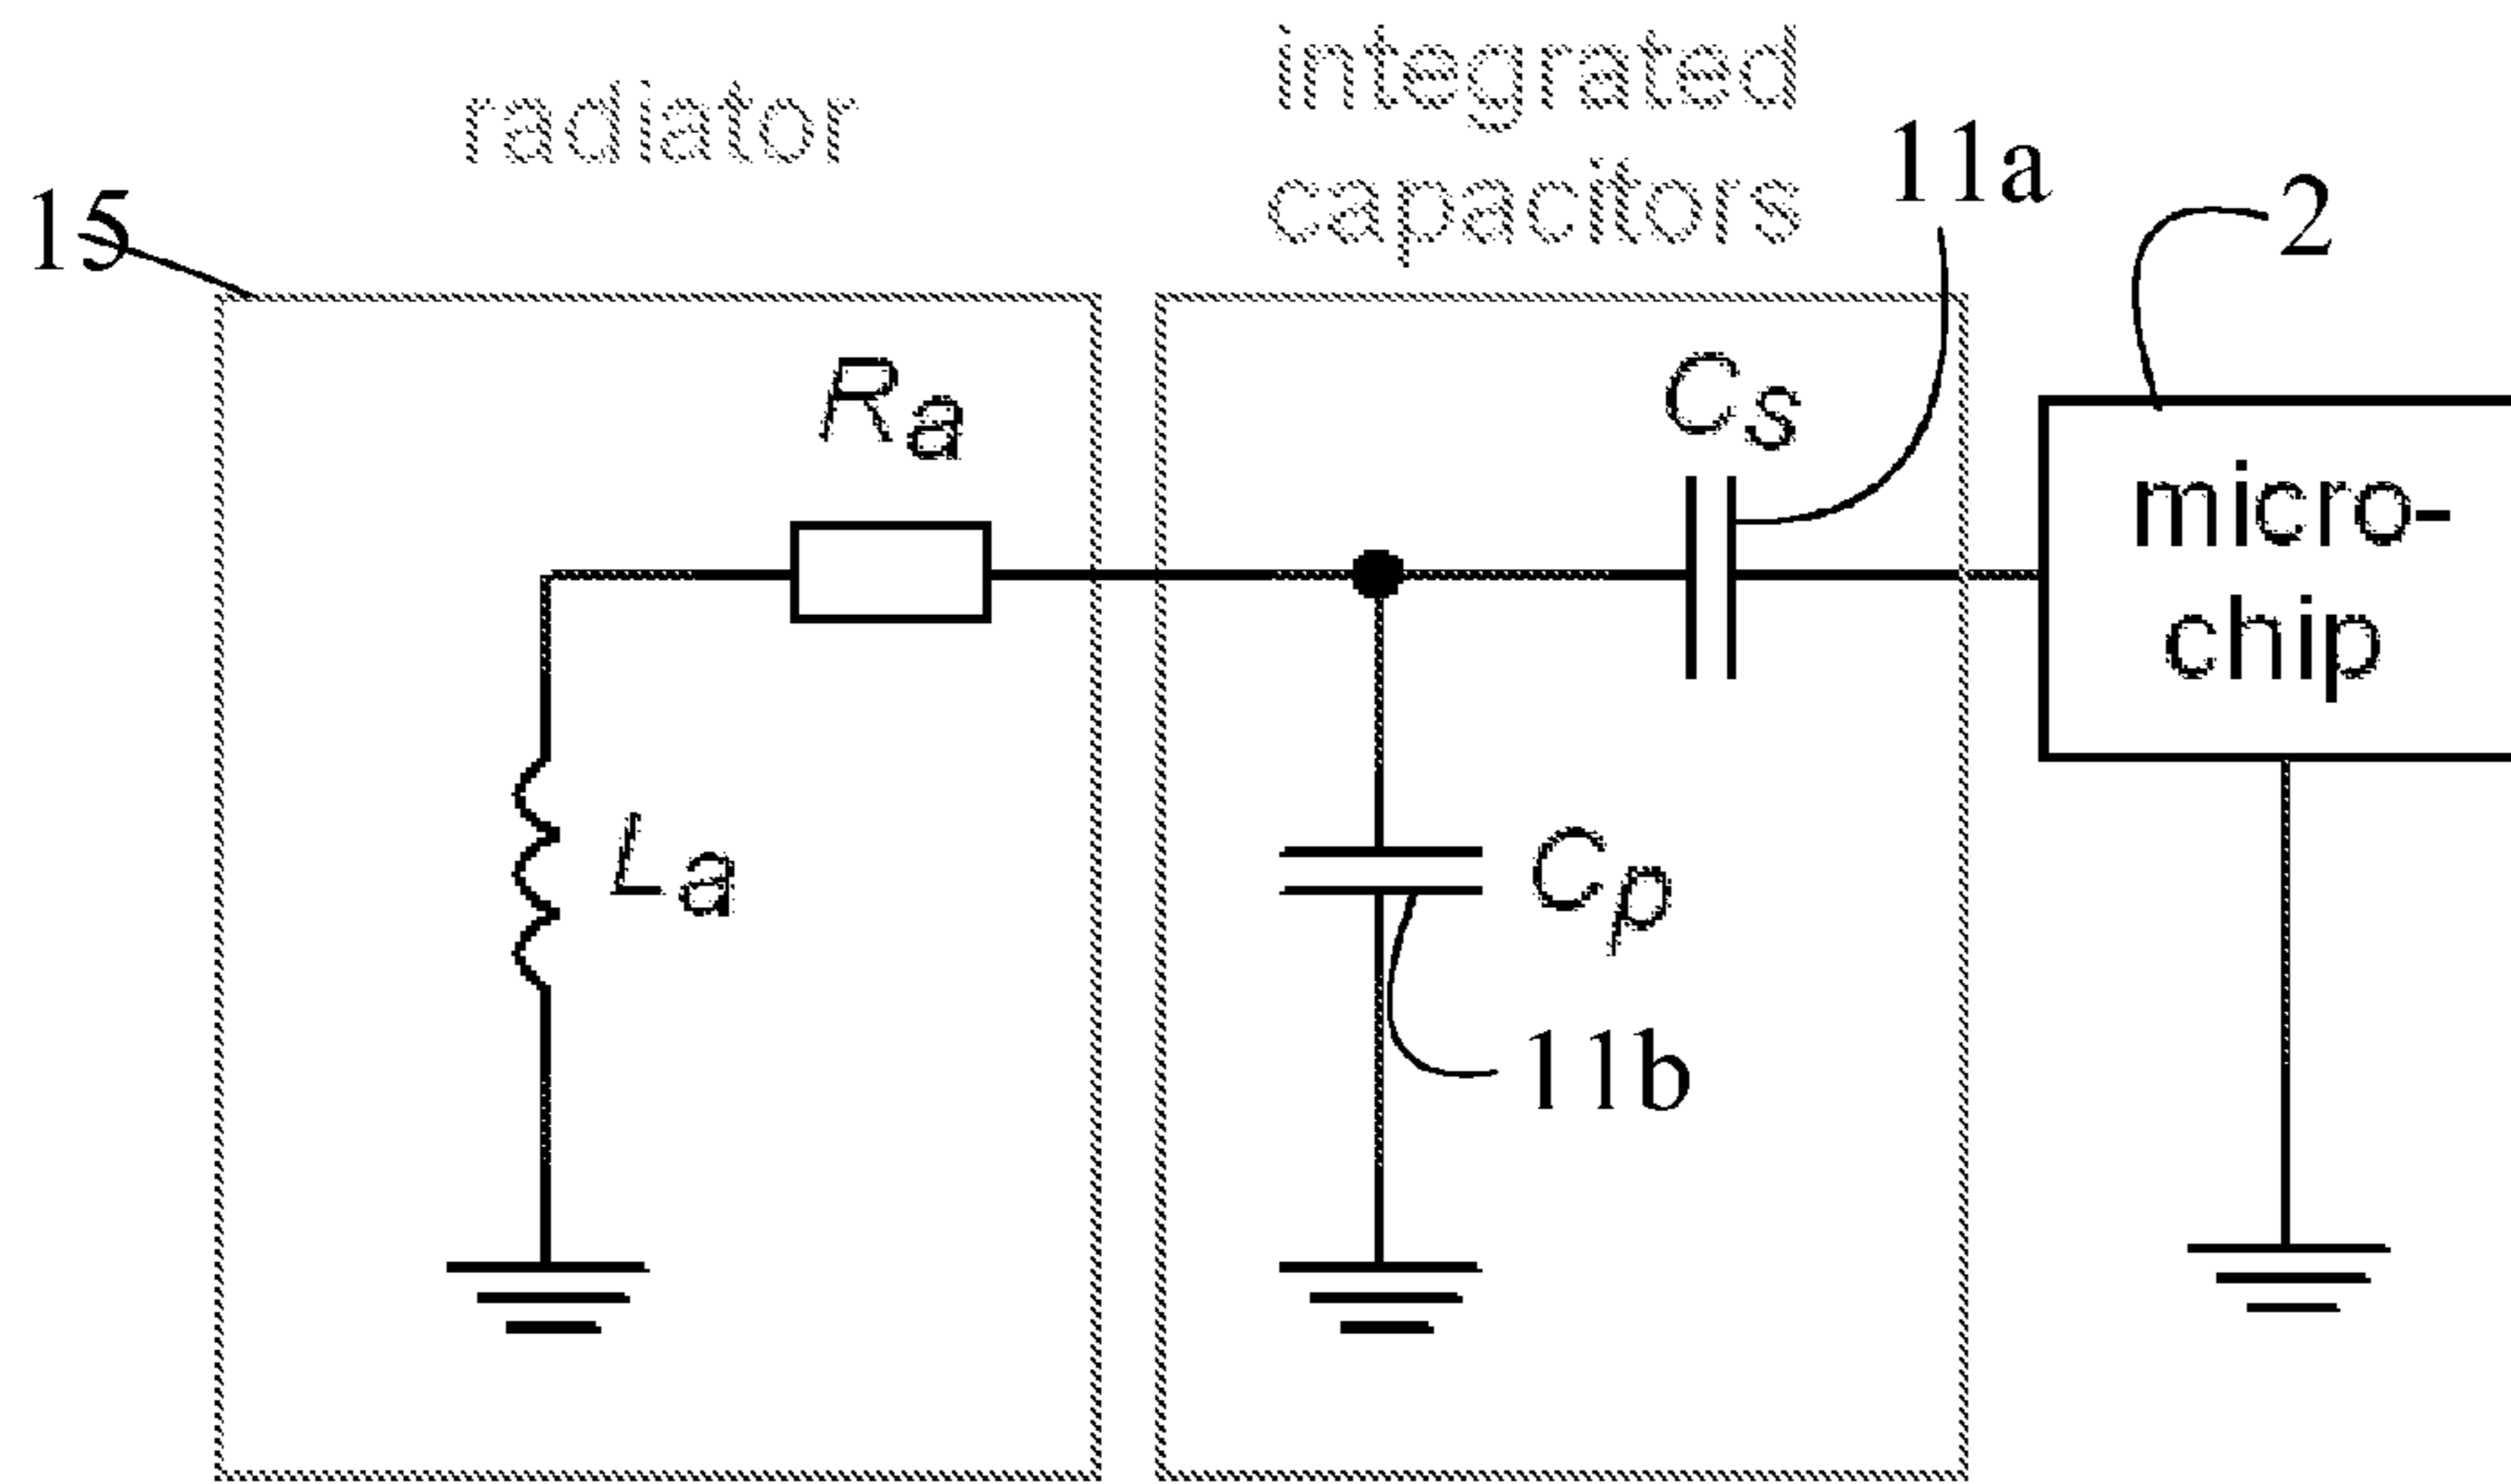 radiator
integrated
capacitors
11a
15
2
Ra
Cs
micro-
chip
La
Cp
11b